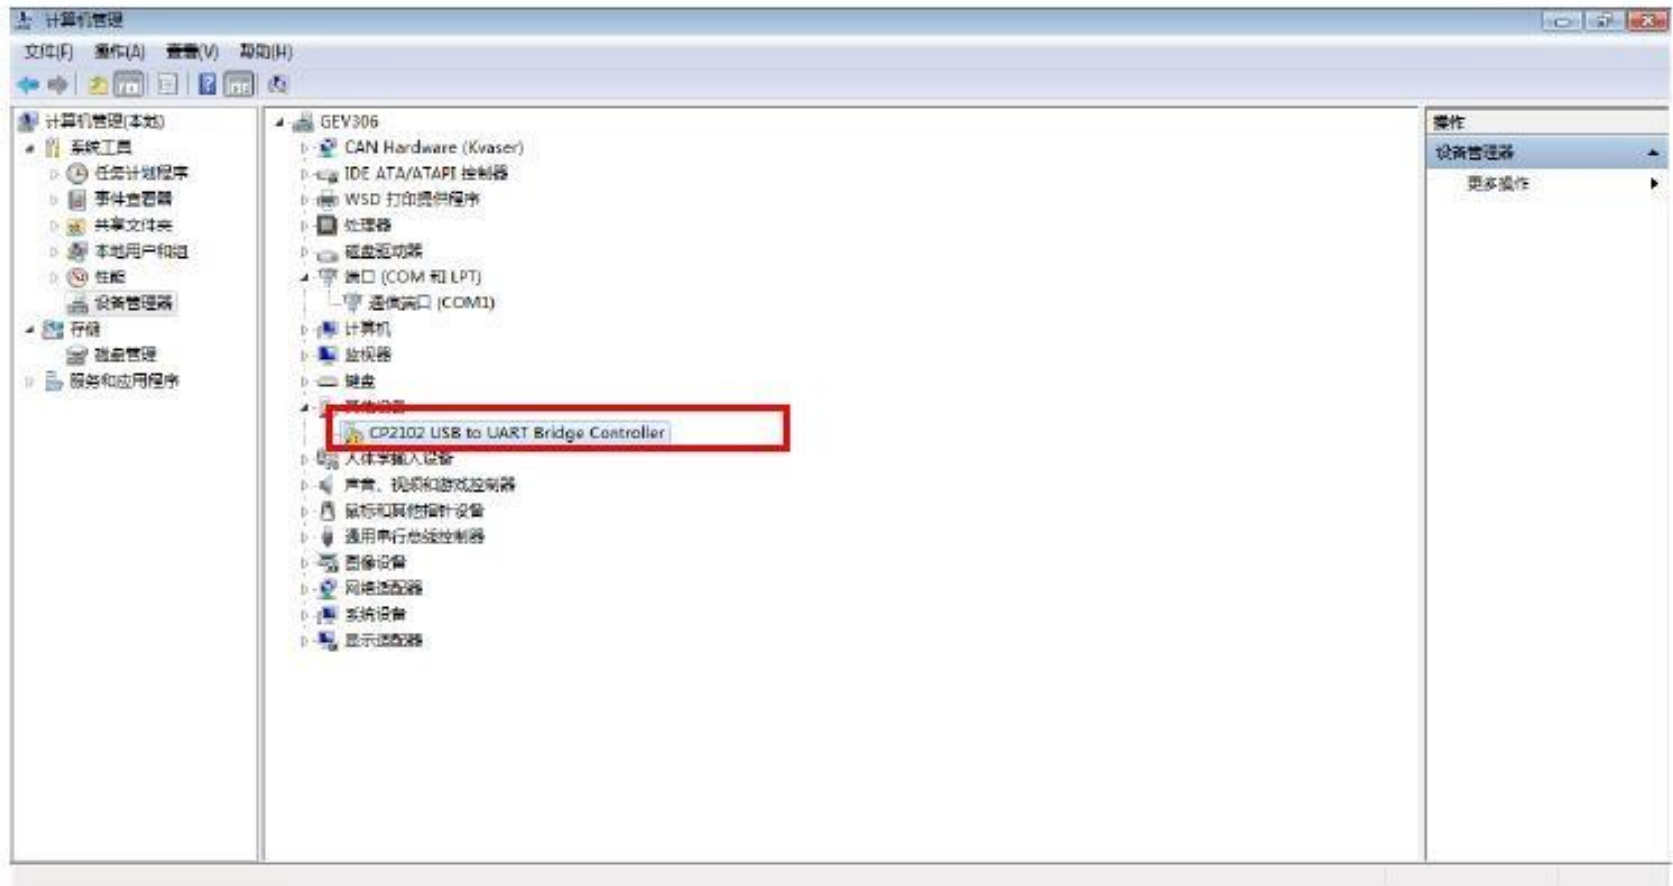 计算机管理
文件(F) 操作(A) 查看(V) 帮助(H)
计算机管理(本地)
系统工具
任务计划程序
事件查看器
共享文件夹
本地用户和组
性能
设备管理器
存储
磁盘管理
服务和应用程序
GEV306
CAN Hardware (Kvaser)
IDE ATA/ATAPI 控制器
WSD 打印提供程序
处理器
磁盘驱动器
端口 (COM 和 LPT)
通信端口 (COM1)
计算机
监视器
键盘
其他设备
CP2102 USB to UART Bridge Controller
人体学输入设备
声音、视频和游戏控制器
鼠标和其他指针设备
通用串行总线控制器
图像设备
网络适配器
系统设备
显示适配器
操作
设备管理器
更多操作